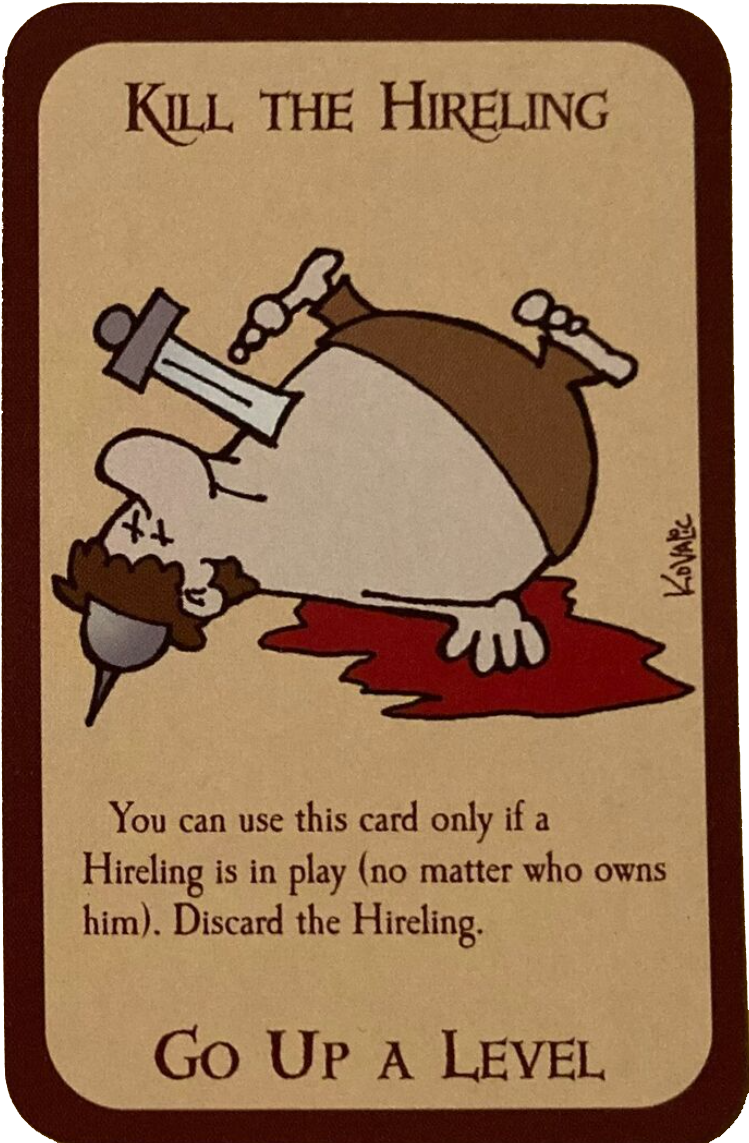 Kill the Hireling
Kovalic
You can use this card only if a
Hireling is in play (no matter who owns
him). Discard the Hireling.
Go Up a Level